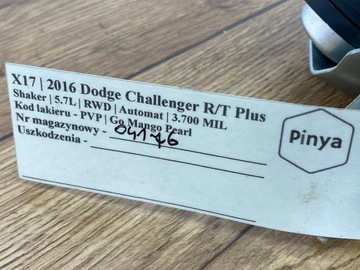 X17 | 2016 Dodge Challenger R/T Plus
Shaker | 5.7L | RWD | Automat | 3.700 MIL
Kod lakieru - PVP | Go Mango Pearl
Nr magazynowy - 04176
Uszkodzenia -
Pinya